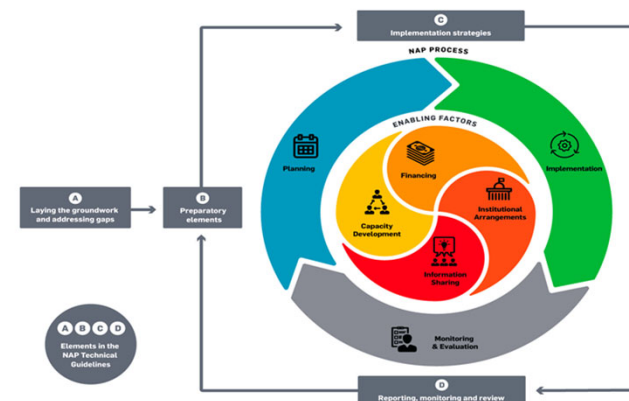 C
Implementation strategies
NAP PROCESS
ENABLING FACTORS
Planning
Financing
Implementation
A
Laying the groundwork
and addressing gaps
B
Preparatory
elements
Capacity
Development
Institutional
Arrangements
Information
Sharing
A B C D
Elements in the
NAP Technical
Guidelines
Monitoring
& Evaluation
D
Reporting, monitoring and review